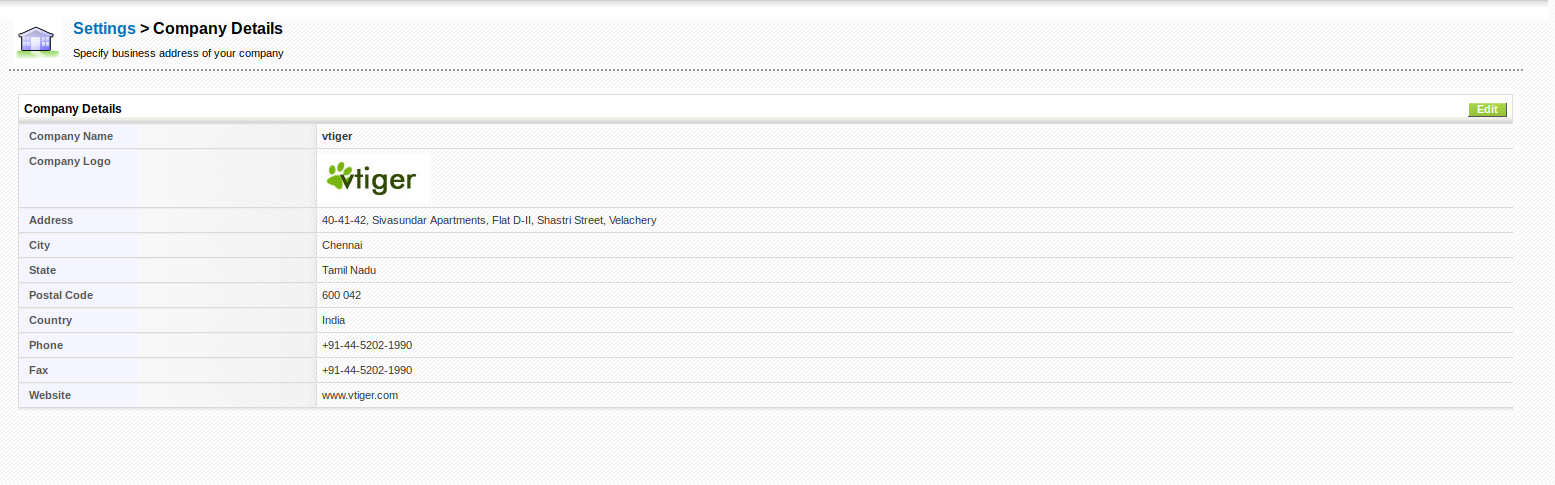 Settings > Company Details
Specify business address of your company
Company Details Edit
Company Name vtiger
Company Logo vtiger
Address 40-41-42, Sivasundar Apartments, Flat D-II, Shastri Street, Velachery
City Chennai
State Tamil Nadu
Postal Code 600 042
Country India
Phone +91-44-5202-1990
Fax +91-44-5202-1990
Website www.vtiger.com